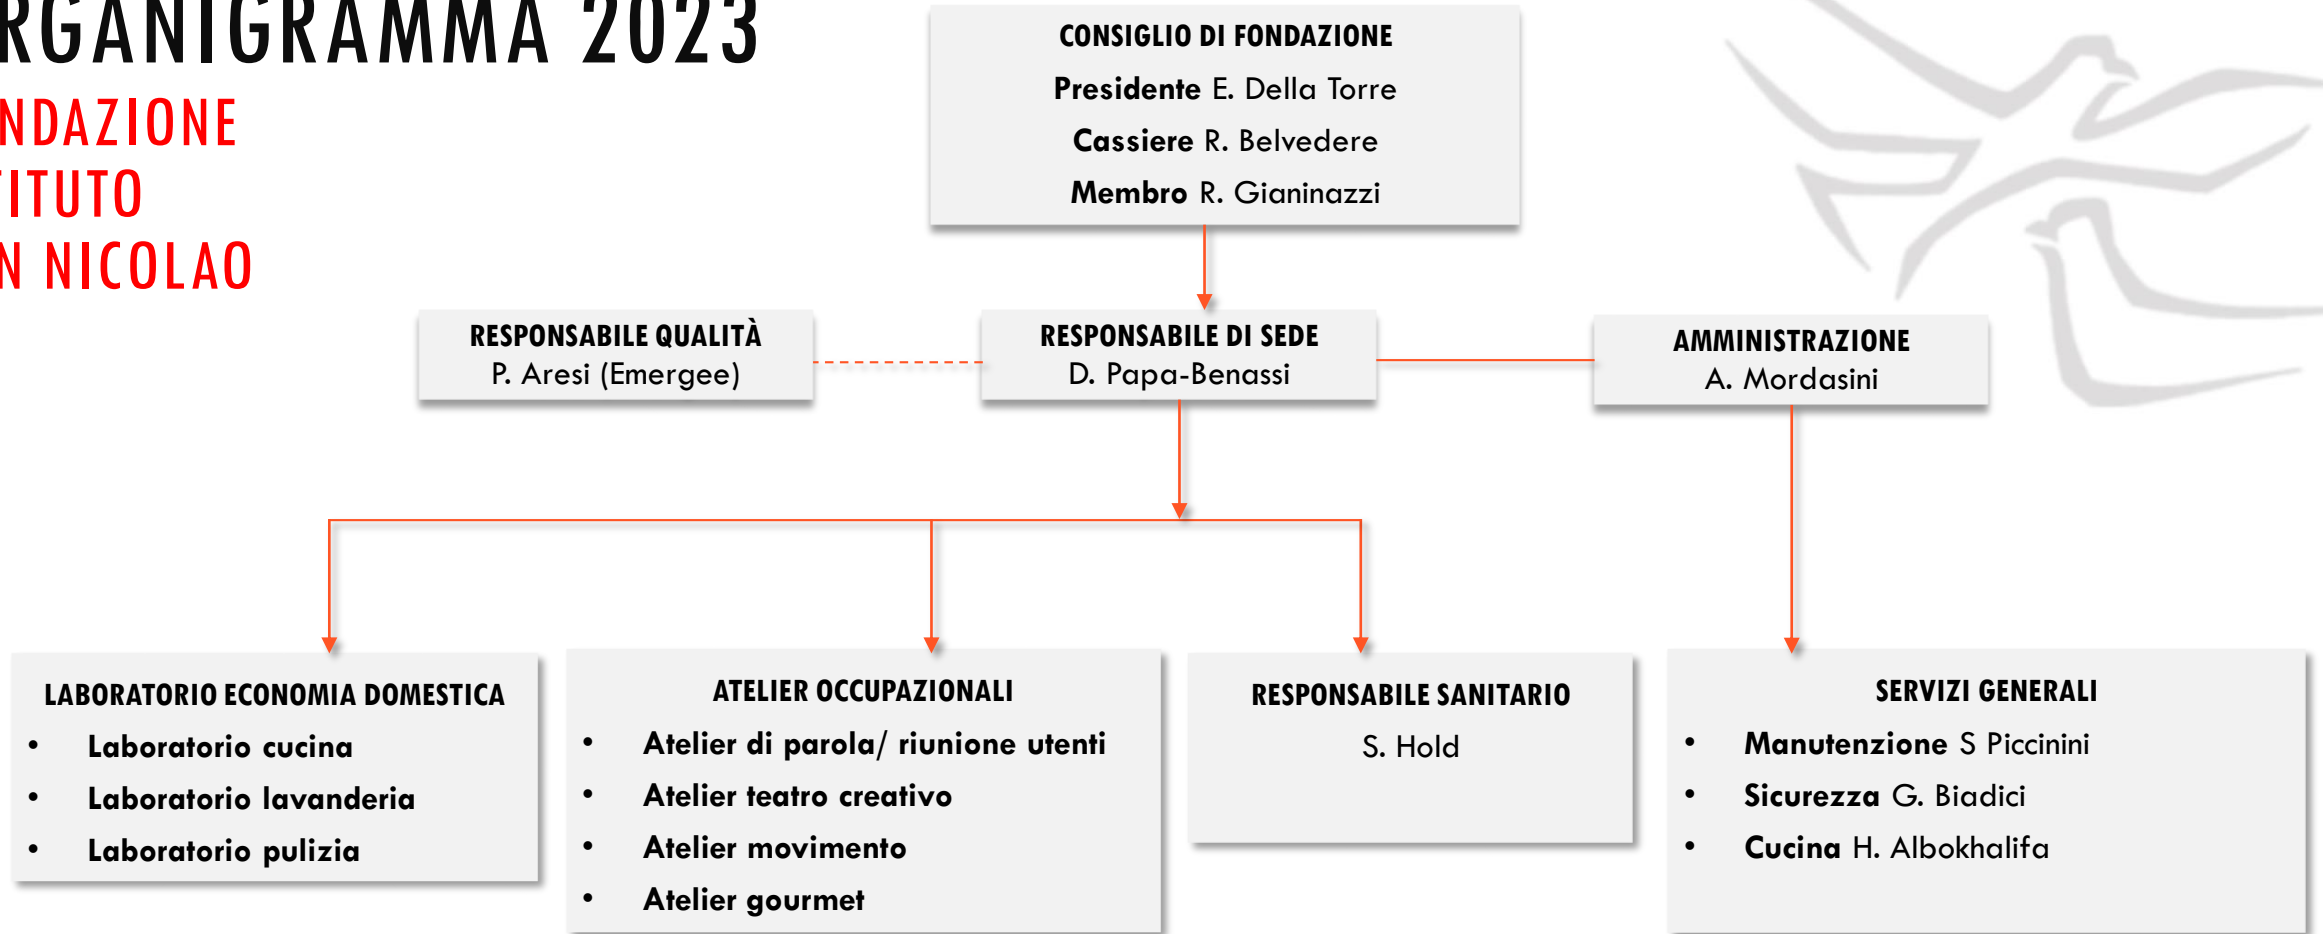 RGANIGRAMMA 2023
NDAZIONE
TITUTO
N NICOLAO
CONSIGLIO DI FONDAZIONE
Presidente E. Della Torre
Cassiere R. Belvedere
Membro R. Gianinazzi
RESPONSABILE QUALITÀ
P. Aresi (Emergee)
RESPONSABILE DI SEDE
D. Papa-Benassi
AMMINISTRAZIONE
A. Mordasini
LABORATORIO ECONOMIA DOMESTICA
• Laboratorio cucina
• Laboratorio lavanderia
• Laboratorio pulizia
ATELIER OCCUPAZIONALI
• Atelier di parola/ riunione utenti
• Atelier teatro creativo
• Atelier movimento
• Atelier gourmet
RESPONSABILE SANITARIO
S. Hold
SERVIZI GENERALI
• Manutenzione S Piccinini
• Sicurezza G. Biadici
• Cucina H. Albokhalifa